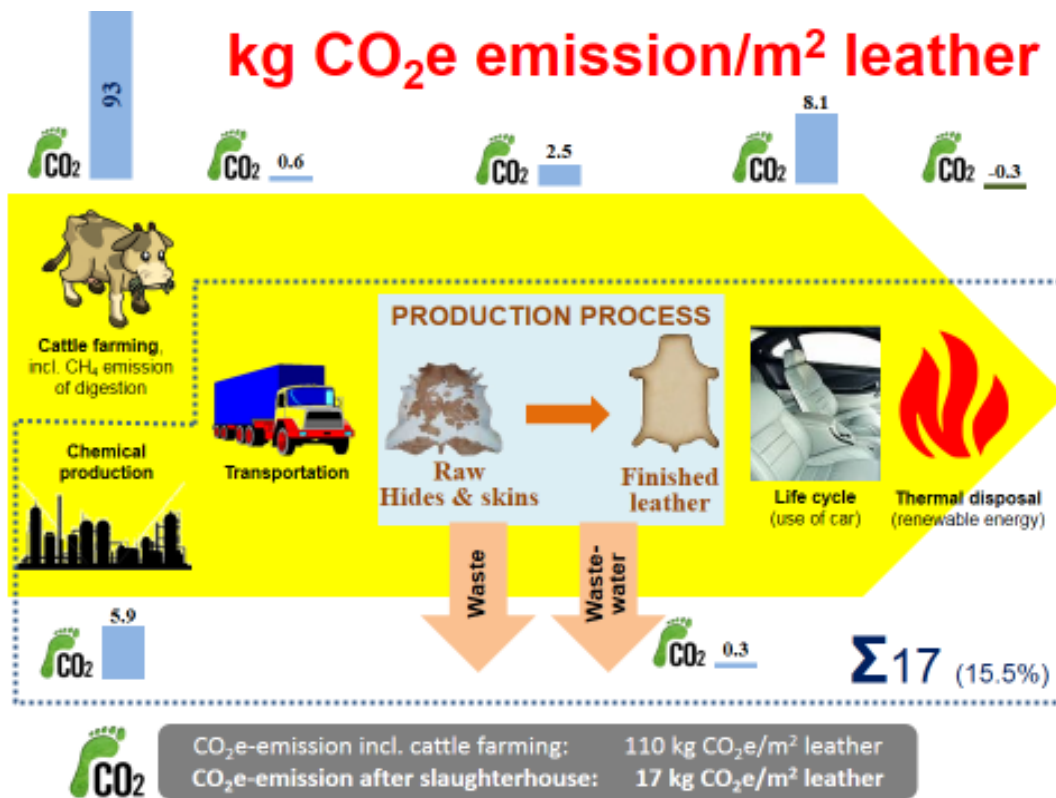 kg CO₂e emission/m² leather
93
CO₂
0.6
CO₂
2.5
CO₂
8.1
CO₂
-0.3
CO₂
Cattle farming,
incl. CH₄ emission
of digestion
Chemical
production
Transportation
PRODUCTION PROCESS
Raw
Hides & skins
Finished
leather
Life cycle
(use of car)
Thermal disposal
(renewable energy)
Waste
Waste-
water
5.9
CO₂
0.3
CO₂
Σ17 (15.5%)
CO₂
CO₂e-emission incl. cattle farming: 110 kg CO₂e/m² leather
CO₂e-emission after slaughterhouse: 17 kg CO₂e/m² leather